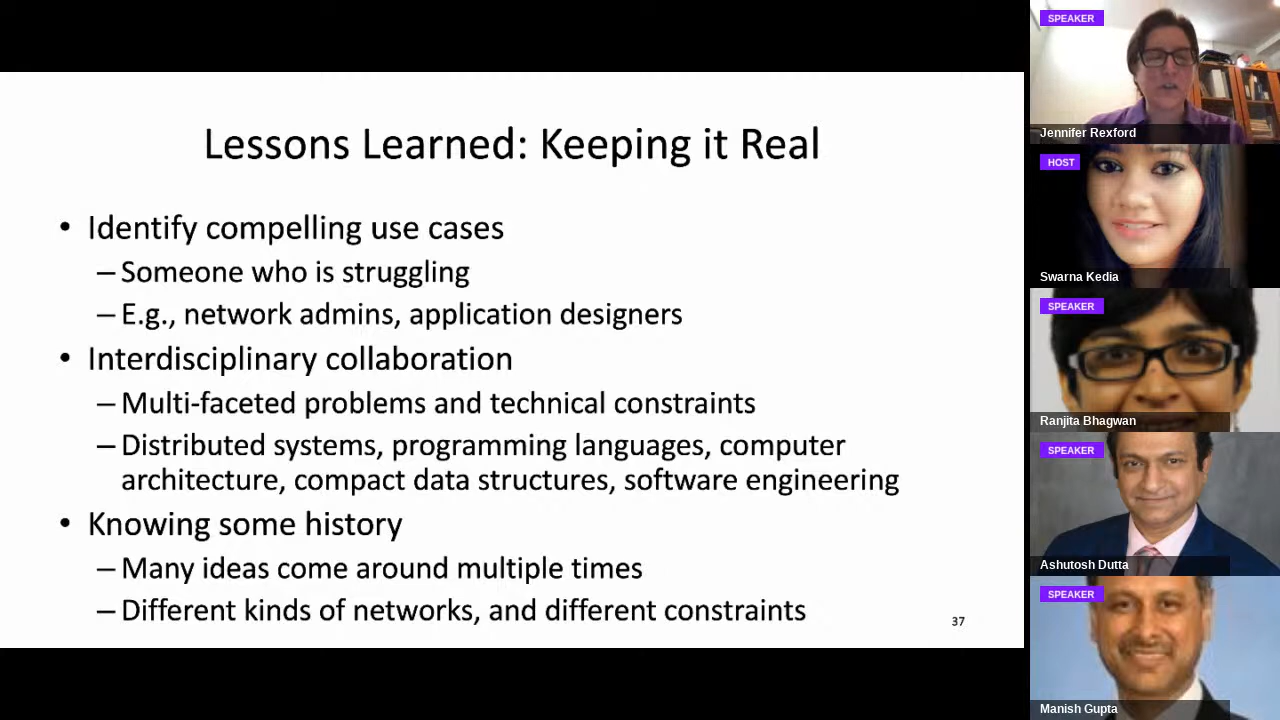 Lessons Learned: Keeping it Real
• Identify compelling use cases
– Someone who is struggling
– E.g., network admins, application designers
• Interdisciplinary collaboration
– Multi-faceted problems and technical constraints
– Distributed systems, programming languages, computer
architecture, compact data structures, software engineering
• Knowing some history
– Many ideas come around multiple times
– Different kinds of networks, and different constraints
37
SPEAKER
Jennifer Rexford
HOST
Swarna Kedia
SPEAKER
Ranjita Bhagwan
SPEAKER
Ashutosh Dutta
SPEAKER
Manish Gupta